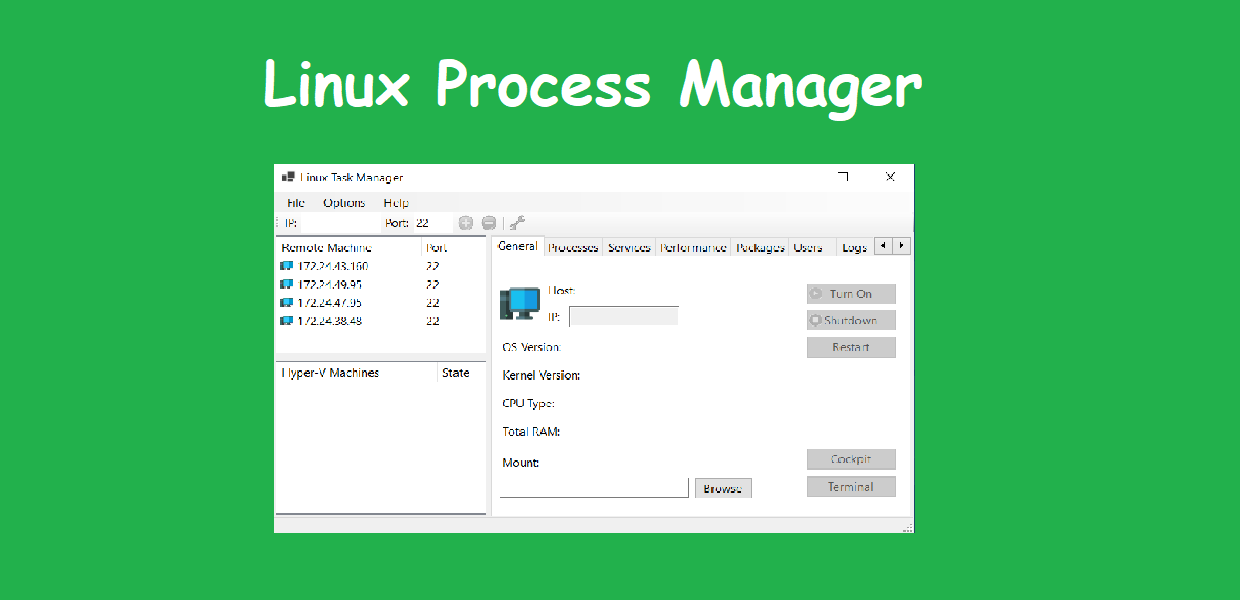 Linux Process Manager
Linux Task Manager
File Options Help
IP: Port: 22
Remote Machine Port
172.24.43.160 22
172.24.49.95 22
172.24.47.95 22
172.24.38.48 22
Hyper-V Machines State
General Processes Services Performance Packages Users Logs
Host:
IP:
OS Version:
Kernel Version:
CPU Type:
Total RAM:
Mount:
Browse
Turn On
Shutdown
Restart
Cockpit
Terminal